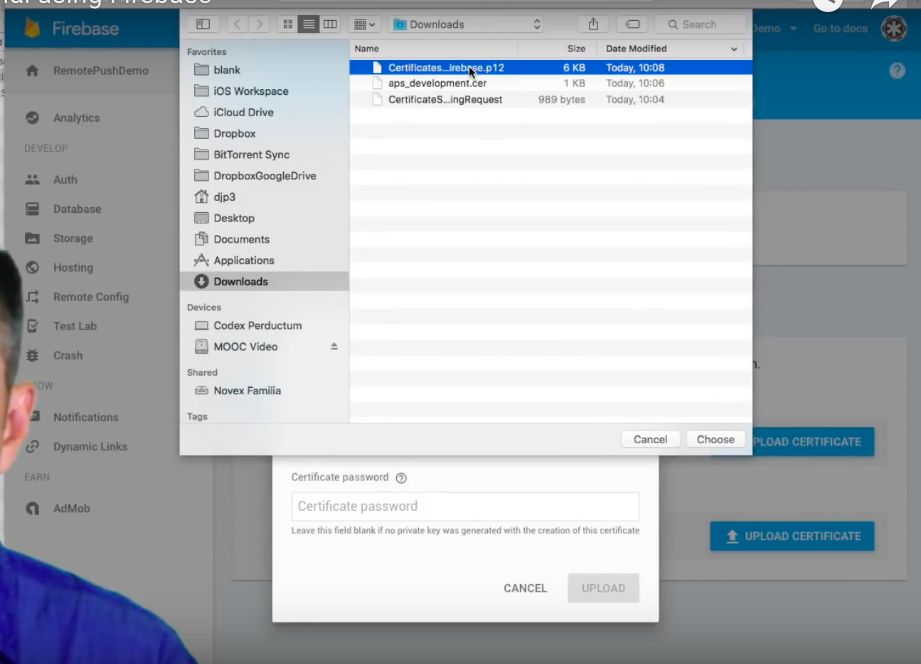 using Firebase
Firebase
Downloads
Search
Demo
Go to docs
RemotePushDemo
Analytics
DEVELOP
Auth
Database
Storage
Hosting
Remote Config
Test Lab
Crash
OW
Notifications
Dynamic Links
EARN
AdMob
Favorites
blank
iOS Workspace
iCloud Drive
Dropbox
BitTorrent Sync
DropboxGoogleDrive
djp3
Desktop
Documents
Applications
Downloads
Devices
Codex Perductum
MOOC Video
Shared
Novex Familia
Tags
Name Size Date Modified
Certificates...irebase.p12 6 KB Today, 10:08
aps_development.cer 1 KB Today, 10:06
CertificateS...ingRequest 989 bytes Today, 10:04
Cancel Choose
PLOAD CERTIFICATE
UPLOAD CERTIFICATE
Certificate password ?
Certificate password
Leave this field blank if no private key was generated with the creation of this certificate
CANCEL UPLOAD